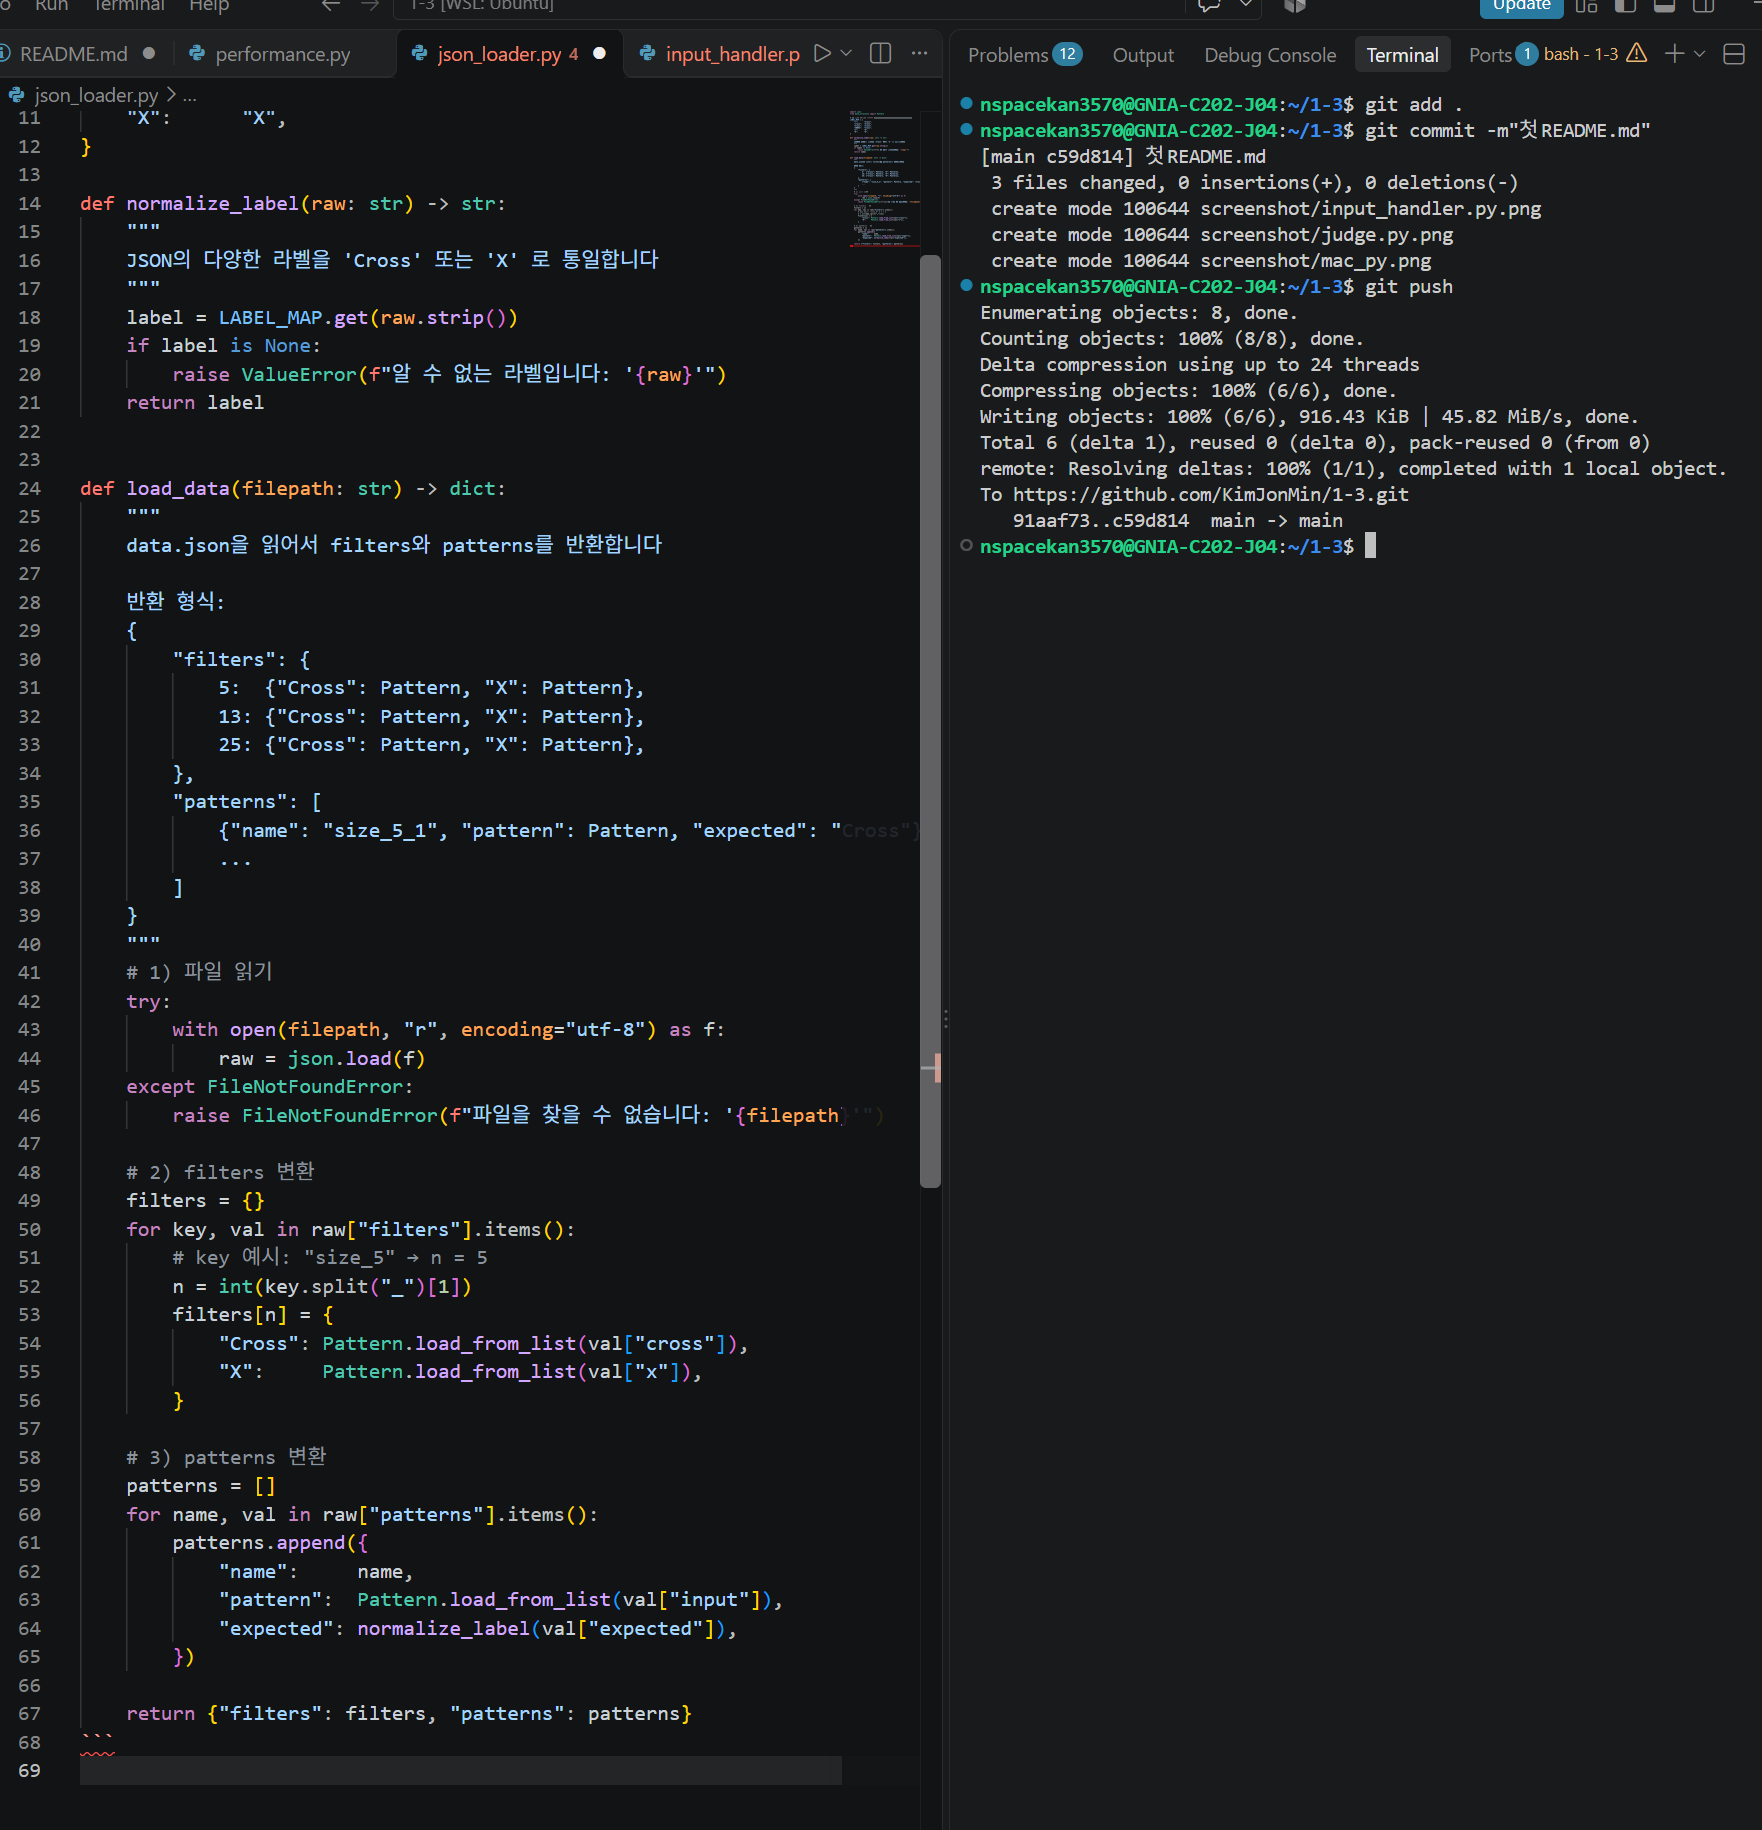 Run Terminal Help
1-3 [WSL: Ubuntu]
Update
README.md
performance.py
json_loader.py 4
input_handler.p
json_loader.py > ...
11 "X": "X",
12 }
13
14 def normalize_label(raw: str) -> str:
15 """
16 JSON의 다양한 라벨을 'Cross' 또는 'X' 로 통일합니다
17 """
18 label = LABEL_MAP.get(raw.strip())
19 if label is None:
20 raise ValueError(f"알 수 없는 라벨입니다: '{raw}'")
21 return label
22
23
24 def load_data(filepath: str) -> dict:
25 """
26 data.json을 읽어서 filters와 patterns를 반환합니다
27
28 반환 형식:
29 {
30 "filters": {
31 5: {"Cross": Pattern, "X": Pattern},
32 13: {"Cross": Pattern, "X": Pattern},
33 25: {"Cross": Pattern, "X": Pattern},
34 },
35 "patterns": [
36 {"name": "size_5_1", "pattern": Pattern, "expected": "Cross"}
37 ...
38 ]
39 }
40 """
41 # 1) 파일 읽기
42 try:
43 with open(filepath, "r", encoding="utf-8") as f:
44 raw = json.load(f)
45 except FileNotFoundError:
46 raise FileNotFoundError(f"파일을 찾을 수 없습니다: '{filepath}'")
47
48 # 2) filters 변환
49 filters = {}
50 for key, val in raw["filters"].items():
51 # key 예시: "size_5" → n = 5
52 n = int(key.split("_")[1])
53 filters[n] = {
54 "Cross": Pattern.load_from_list(val["cross"]),
55 "X": Pattern.load_from_list(val["x"]),
56 }
57
58 # 3) patterns 변환
59 patterns = []
60 for name, val in raw["patterns"].items():
61 patterns.append({
62 "name": name,
63 "pattern": Pattern.load_from_list(val["input"]),
64 "expected": normalize_label(val["expected"]),
65 })
66
67 return {"filters": filters, "patterns": patterns}
68 ```
69
Problems 12 Output Debug Console Terminal Ports 1 bash - 1-3
nspacekan3570@GNIA-C202-J04:~/1-3$ git add .
nspacekan3570@GNIA-C202-J04:~/1-3$ git commit -m"첫README.md"
[main c59d814] 첫README.md
3 files changed, 0 insertions(+), 0 deletions(-)
create mode 100644 screenshot/input_handler.py.png
create mode 100644 screenshot/judge.py.png
create mode 100644 screenshot/mac_py.png
nspacekan3570@GNIA-C202-J04:~/1-3$ git push
Enumerating objects: 8, done.
Counting objects: 100% (8/8), done.
Delta compression using up to 24 threads
Compressing objects: 100% (6/6), done.
Writing objects: 100% (6/6), 916.43 KiB | 45.82 MiB/s, done.
Total 6 (delta 1), reused 0 (delta 0), pack-reused 0 (from 0)
remote: Resolving deltas: 100% (1/1), completed with 1 local object.
To https://github.com/KimJonMin/1-3.git
91aaf73..c59d814 main -> main
nspacekan3570@GNIA-C202-J04:~/1-3$